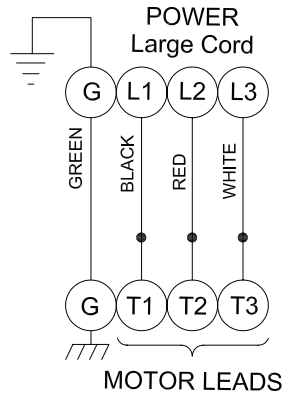 POWER
Large Cord
G L1 L2 L3
GREEN
BLACK
RED
WHITE
G T1 T2 T3
MOTOR LEADS